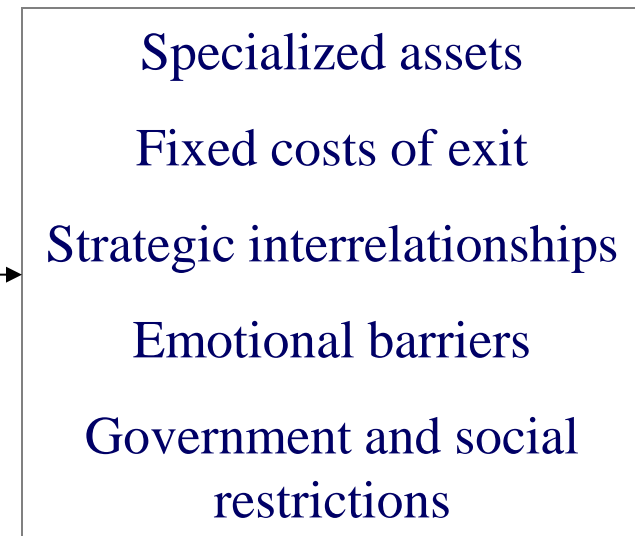 Specialized assets
Fixed costs of exit
Strategic interrelationships
Emotional barriers
Government and social
restrictions